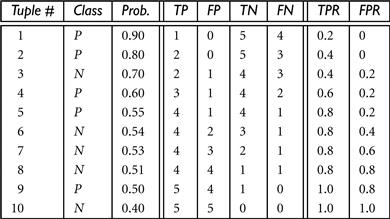 Tuple # Class Prob. TP FP TN FN TPR FPR
1 P 0.90 1 0 5 4 0.2 0
2 P 0.80 2 0 5 3 0.4 0
3 N 0.70 2 1 4 3 0.4 0.2
4 P 0.60 3 1 4 2 0.6 0.2
5 P 0.55 4 1 4 1 0.8 0.2
6 N 0.54 4 2 3 1 0.8 0.4
7 N 0.53 4 3 2 1 0.8 0.6
8 N 0.51 4 4 1 1 0.8 0.8
9 P 0.50 5 4 1 0 1.0 0.8
10 N 0.40 5 5 0 0 1.0 1.0